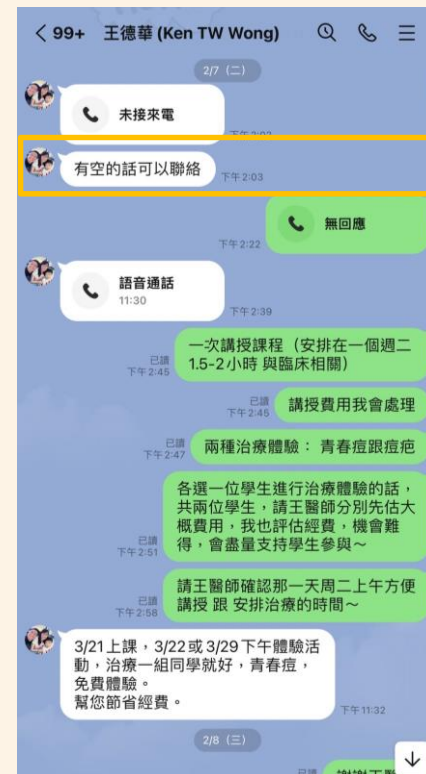 99+ 王德華 (Ken TW Wong)
2/7 (二)
未接來電
下午 2:03
有空的話可以聯絡
下午 2:03
無回應
下午 2:22
語音通話
11:30
下午 2:39
一次講授課程（安排在一個週二
1.5-2小時 與臨床相關）
已讀
下午 2:45
講授費用我會處理
已讀
下午 2:45
兩種治療體驗： 青春痘跟痘疤
已讀
下午 2:47
各選一位學生進行治療體驗的話，
共兩位學生，請王醫師分別先估大
概費用，我也評估經費，機會難
得，會盡量支持學生參與～
已讀
下午 2:51
請王醫師確認那一天周二上午方便
講授 跟 安排治療的時間～
已讀
下午 2:58
3/21上課，3/22或3/29下午體驗活
動，治療一組同學就好，青春痘，
免費體驗。
幫您節省經費。
下午 11:32
2/8 (三)